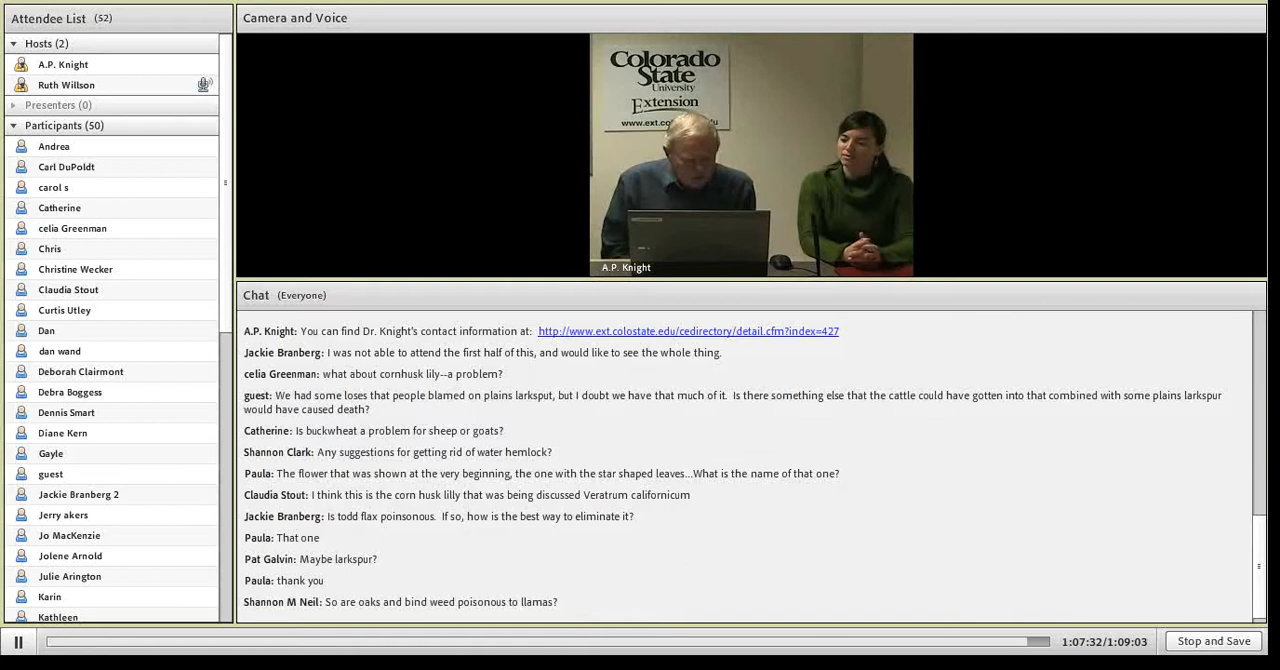 Attendee List (52)
Hosts (2)
A.P. Knight
Ruth Willson
Presenters (0)
Participants (50)
Andrea
Carl DuPoldt
carol s
Catherine
celia Greenman
Chris
Christine Wecker
Claudia Stout
Curtis Utley
Dan
dan wand
Deborah Clairmont
Debra Boggess
Dennis Smart
Diane Kern
Gayle
guest
Jackie Branberg 2
Jerry akers
Jo MacKenzie
Jolene Arnold
Julie Arington
Karin
Kathleen
Camera and Voice
Colorado
State
University
Extension
A.P. Knight
Chat (Everyone)
A.P. Knight: You can find Dr. Knight's contact information at: http://www.ext.colostate.edu/cedirectory/detail.cfm?index=427
Jackie Branberg: I was not able to attend the first half of this, and would like to see the whole thing.
celia Greenman: what about cornhusk lily--a problem?
guest: We had some loses that people blamed on plains larksput, but I doubt we have that much of it. Is there something else that the cattle could have gotten into that combined with some plains larkspur
would have caused death?
Catherine: Is buckwheat a problem for sheep or goats?
Shannon Clark: Any suggestions for getting rid of water hemlock?
Paula: The flower that was shown at the very beginning, the one with the star shaped leaves...What is the name of that one?
Claudia Stout: I think this is the corn husk lilly that was being discussed Veratrum californicum
Jackie Branberg: Is todd flax poinsonous. If so, how is the best way to eliminate it?
Paula: That one
Pat Galvin: Maybe larkspur?
Paula: thank you
Shannon M Neil: So are oaks and bind weed poisonous to llamas?
1:07:32/1:09:03
Stop and Save